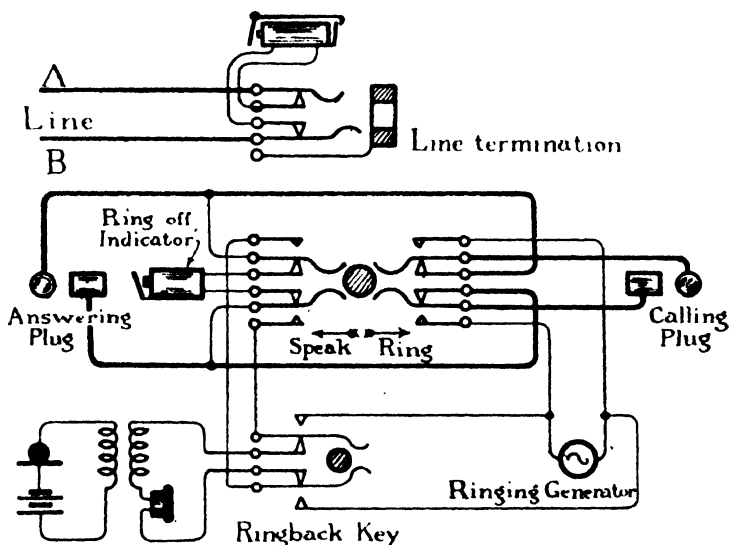 A
Line
B
Line termination
Ring off
Indicator
Answering
Plug
Speak
Ring
Calling
Plug
Ringing Generator
Ringback Key